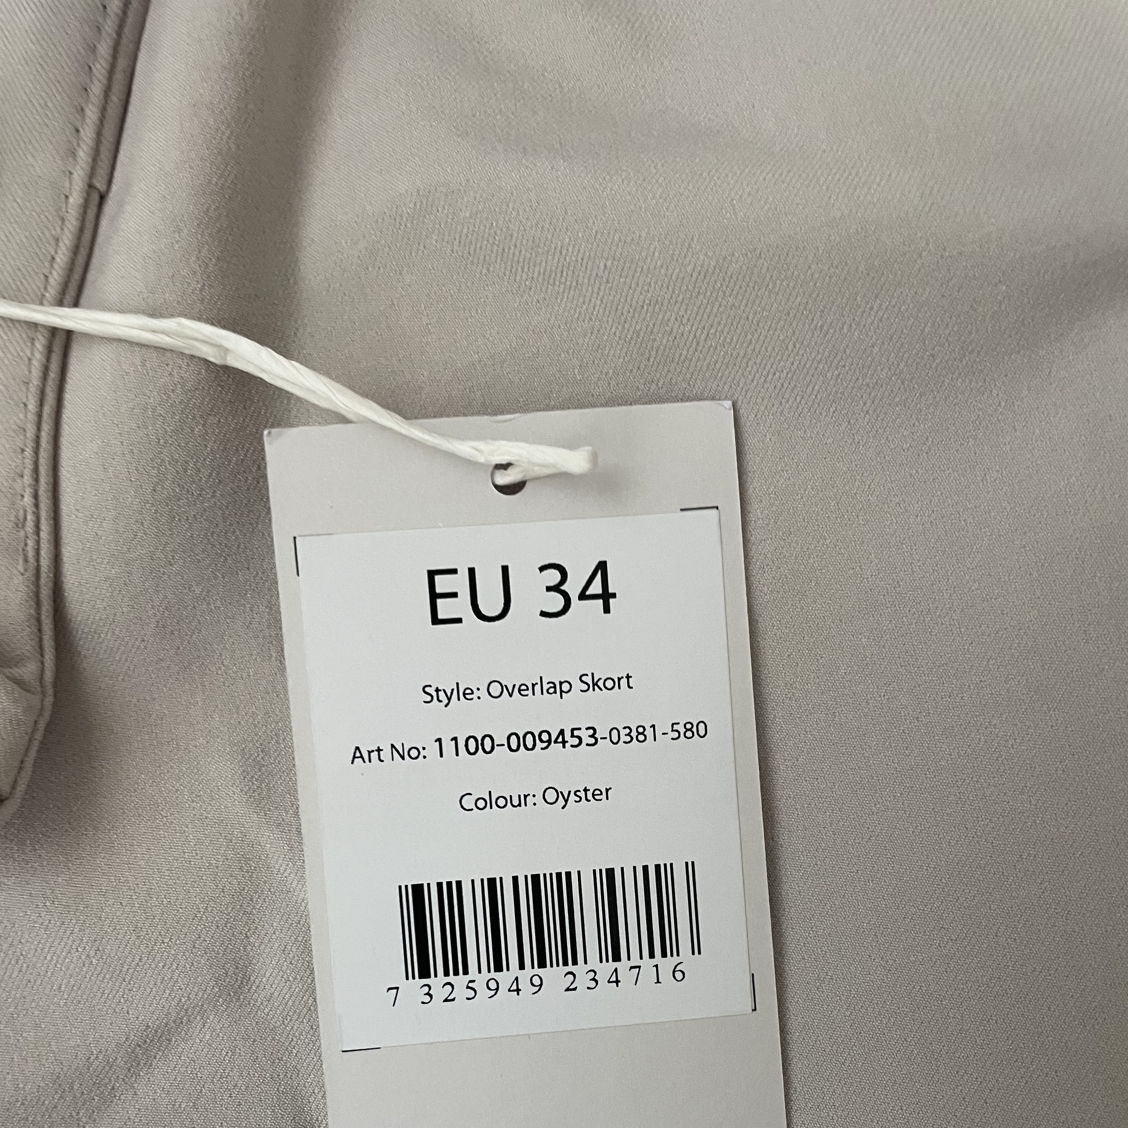 EU 34
Style: Overlap Skort
Art No: 1100-009453-0381-580
Colour: Oyster
7 325949 234716